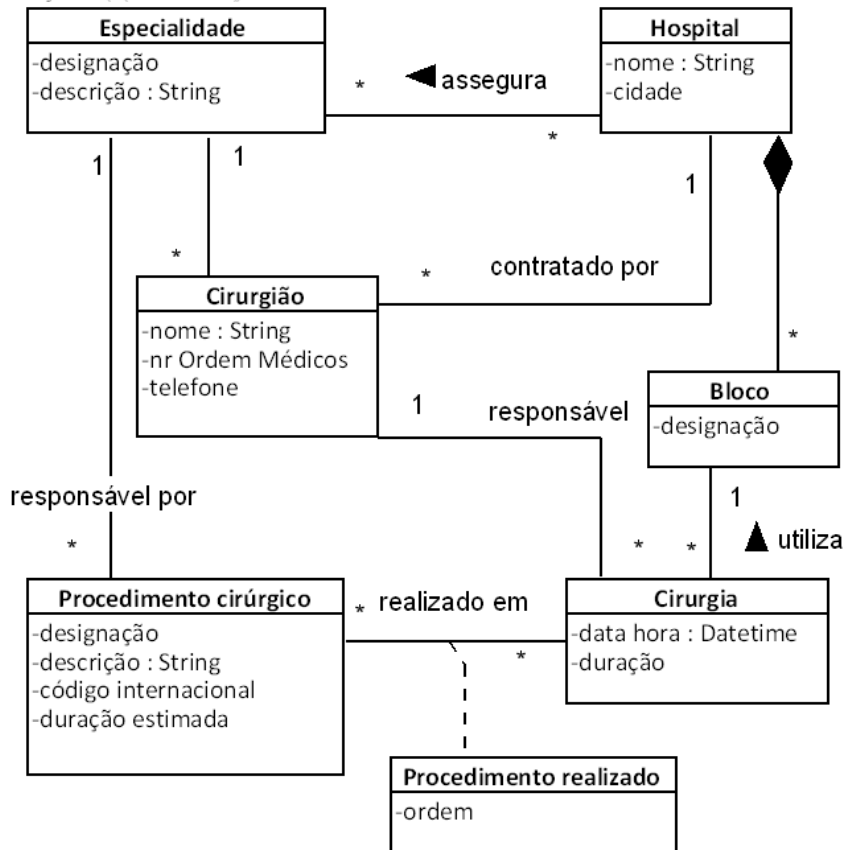 Especialidade
-designação
-descrição : String
Hospital
-nome : String
-cidade
* assegura
*
1
1
1
*
* contratado por
Cirurgião
-nome : String
-nr Ordem Médicos
-telefone
*
Bloco
-designação
1 responsável
responsável por
1
utiliza
*
*
*
Procedimento cirúrgico
-designação
-descrição : String
-código internacional
-duração estimada
* realizado em
*
Cirurgia
-data hora : Datetime
-duração
Procedimento realizado
-ordem